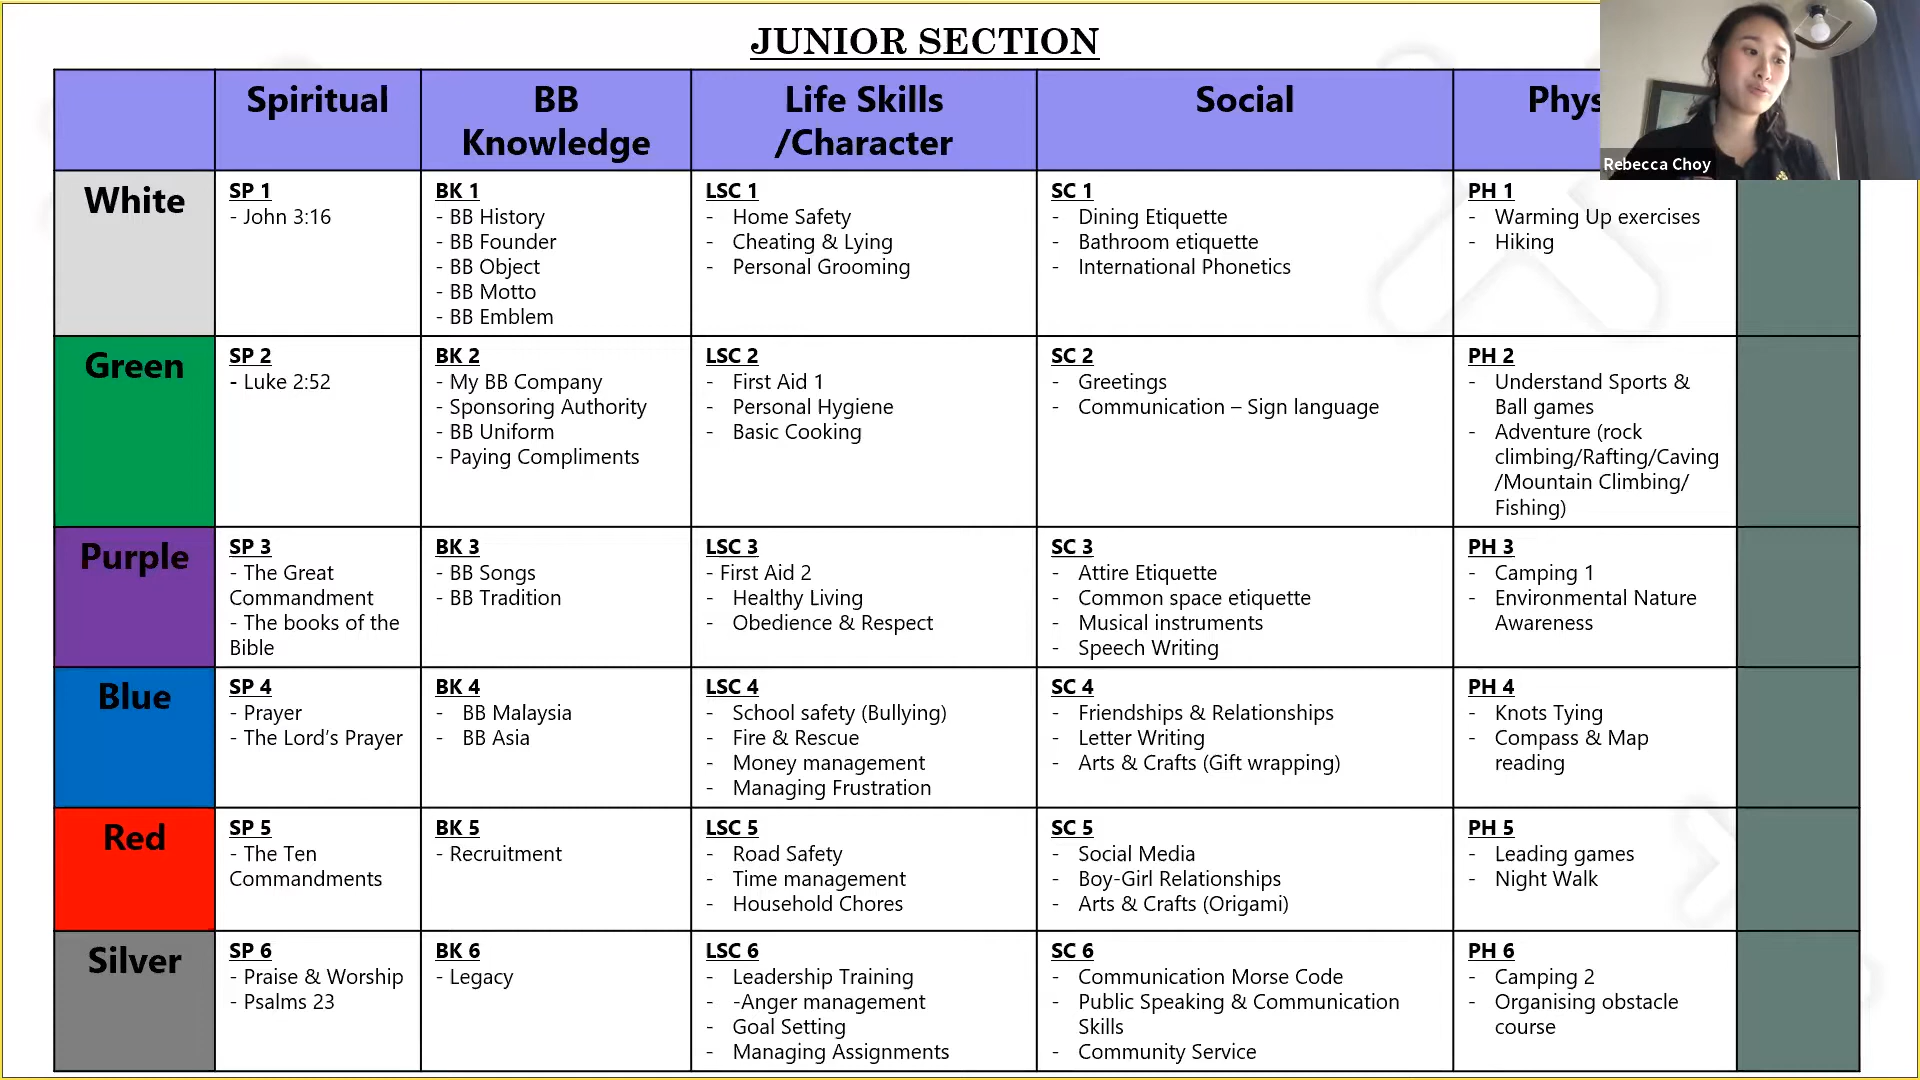 JUNIOR SECTION
Spiritual
BB
Knowledge
Life Skills
/Character
Social
Phys
Rebecca Choy
White
SP 1
- John 3:16
BK 1
- BB History
- BB Founder
- BB Object
- BB Motto
- BB Emblem
LSC 1
- Home Safety
- Cheating & Lying
- Personal Grooming
SC 1
- Dining Etiquette
- Bathroom etiquette
- International Phonetics
PH 1
- Warming Up exercises
- Hiking
Green
SP 2
- Luke 2:52
BK 2
- My BB Company
- Sponsoring Authority
- BB Uniform
- Paying Compliments
LSC 2
- First Aid 1
- Personal Hygiene
- Basic Cooking
SC 2
- Greetings
- Communication – Sign language
PH 2
- Understand Sports &
Ball games
- Adventure (rock
climbing/Rafting/Caving
/Mountain Climbing/
Fishing)
Purple
SP 3
- The Great
Commandment
- The books of the
Bible
BK 3
- BB Songs
- BB Tradition
LSC 3
- First Aid 2
- Healthy Living
- Obedience & Respect
SC 3
- Attire Etiquette
- Common space etiquette
- Musical instruments
- Speech Writing
PH 3
- Camping 1
- Environmental Nature
Awareness
Blue
SP 4
- Prayer
- The Lord's Prayer
BK 4
- BB Malaysia
- BB Asia
LSC 4
- School safety (Bullying)
- Fire & Rescue
- Money management
- Managing Frustration
SC 4
- Friendships & Relationships
- Letter Writing
- Arts & Crafts (Gift wrapping)
PH 4
- Knots Tying
- Compass & Map
reading
Red
SP 5
- The Ten
Commandments
BK 5
- Recruitment
LSC 5
- Road Safety
- Time management
- Household Chores
SC 5
- Social Media
- Boy-Girl Relationships
- Arts & Crafts (Origami)
PH 5
- Leading games
- Night Walk
Silver
SP 6
- Praise & Worship
- Psalms 23
BK 6
- Legacy
LSC 6
- Leadership Training
- -Anger management
- Goal Setting
- Managing Assignments
SC 6
- Communication Morse Code
- Public Speaking & Communication
Skills
- Community Service
PH 6
- Camping 2
- Organising obstacle
course